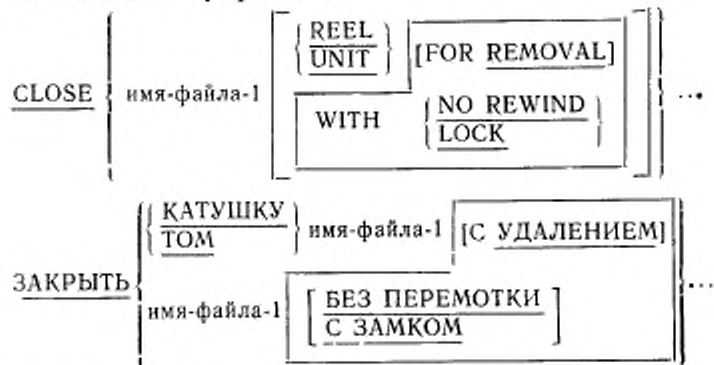 REEL
UNIT
[FOR REMOVAL]
CLOSE имя-файла-1
WITH NO REWIND
LOCK
...
КАТУШКУ
ТОМ
имя-файла-1 [С УДАЛЕНИЕМ]
ЗАКРЫТЬ
...
имя-файла-1 БЕЗ ПЕРЕМОТКИ
С ЗАМКОМ